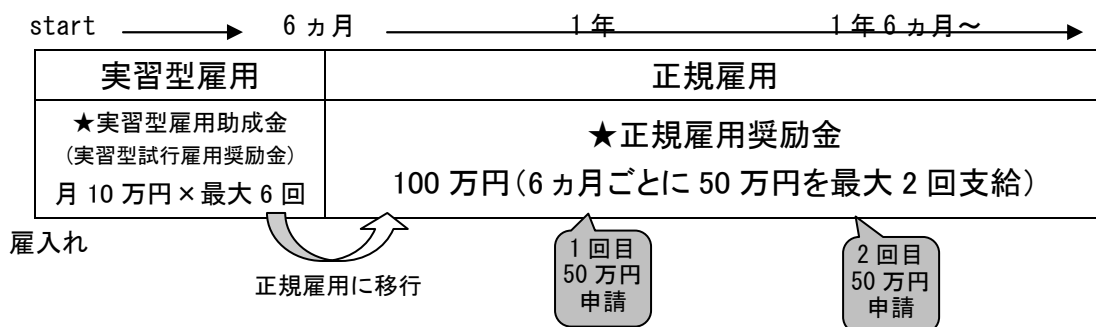 start 6ヵ月 1年 1年6ヵ月～
実習型雇用 正規雇用
★実習型雇用助成金
(実習型試行雇用奨励金)
月10万円×最大6回
★正規雇用奨励金
100万円(6ヵ月ごとに50万円を最大2回支給)
雇入れ
正規雇用に移行
1回目
50万円
申請
2回目
50万円
申請